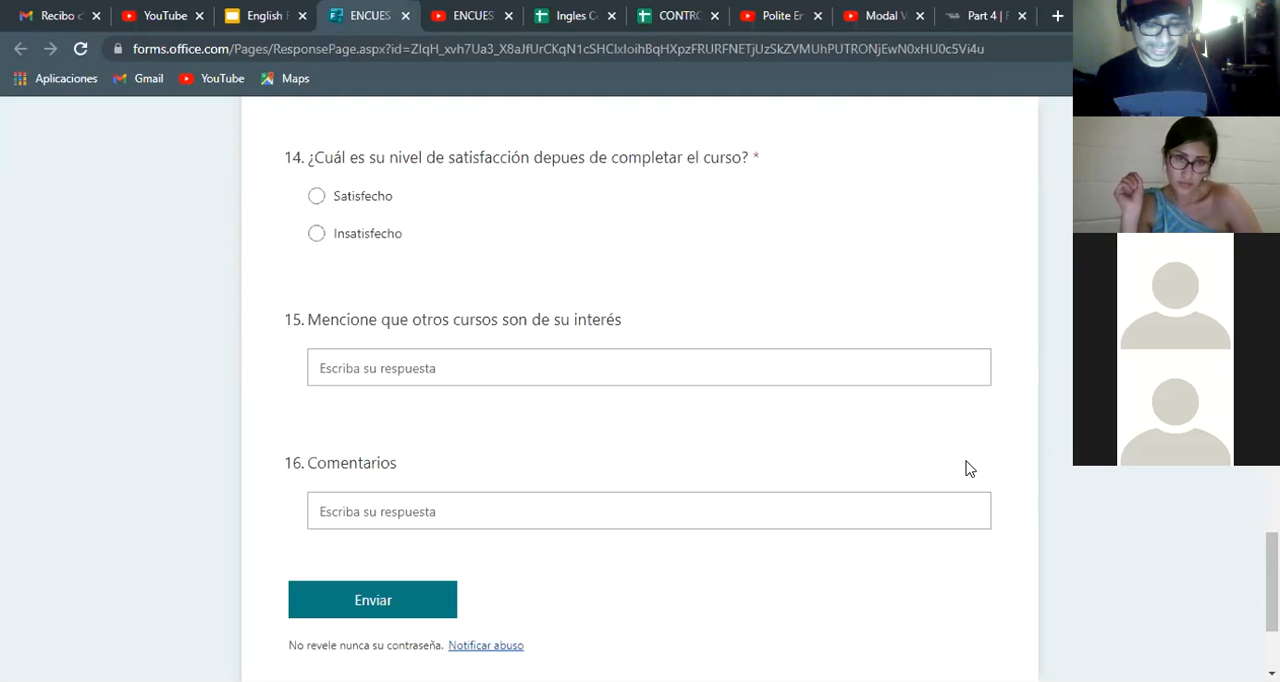 Recibo c
YouTube
English F
ENCUES
ENCUES
Ingles C
CONTRC
Polite Er
Modal V
Part 4 | F
forms.office.com/Pages/ResponsePage.aspx?id=ZIqH_xvh7Ua3_X8aJfUrCKqN1cSHCIxIoihBqHXpzFRURFNETjUzSkZVMUhPUTRONjEwN0xHU0c5Vi4u
Aplicaciones
Gmail
YouTube
Maps
14. ¿Cuál es su nivel de satisfacción depues de completar el curso? *
Satisfecho
Insatisfecho
15. Mencione que otros cursos son de su interés
Escriba su respuesta
16. Comentarios
Escriba su respuesta
Enviar
No revele nunca su contraseña. Notificar abuso